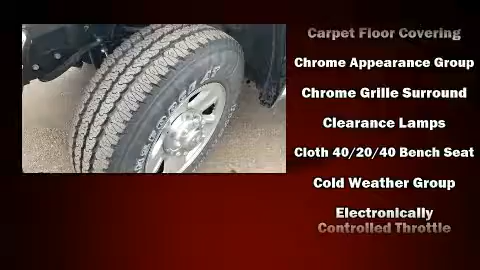 Carpet Floor Covering
Chrome Appearance Group
Chrome Grille Surround
Clearance Lamps
Cloth 40/20/40 Bench Seat
Cold Weather Group
Electronically
Controlled Throttle